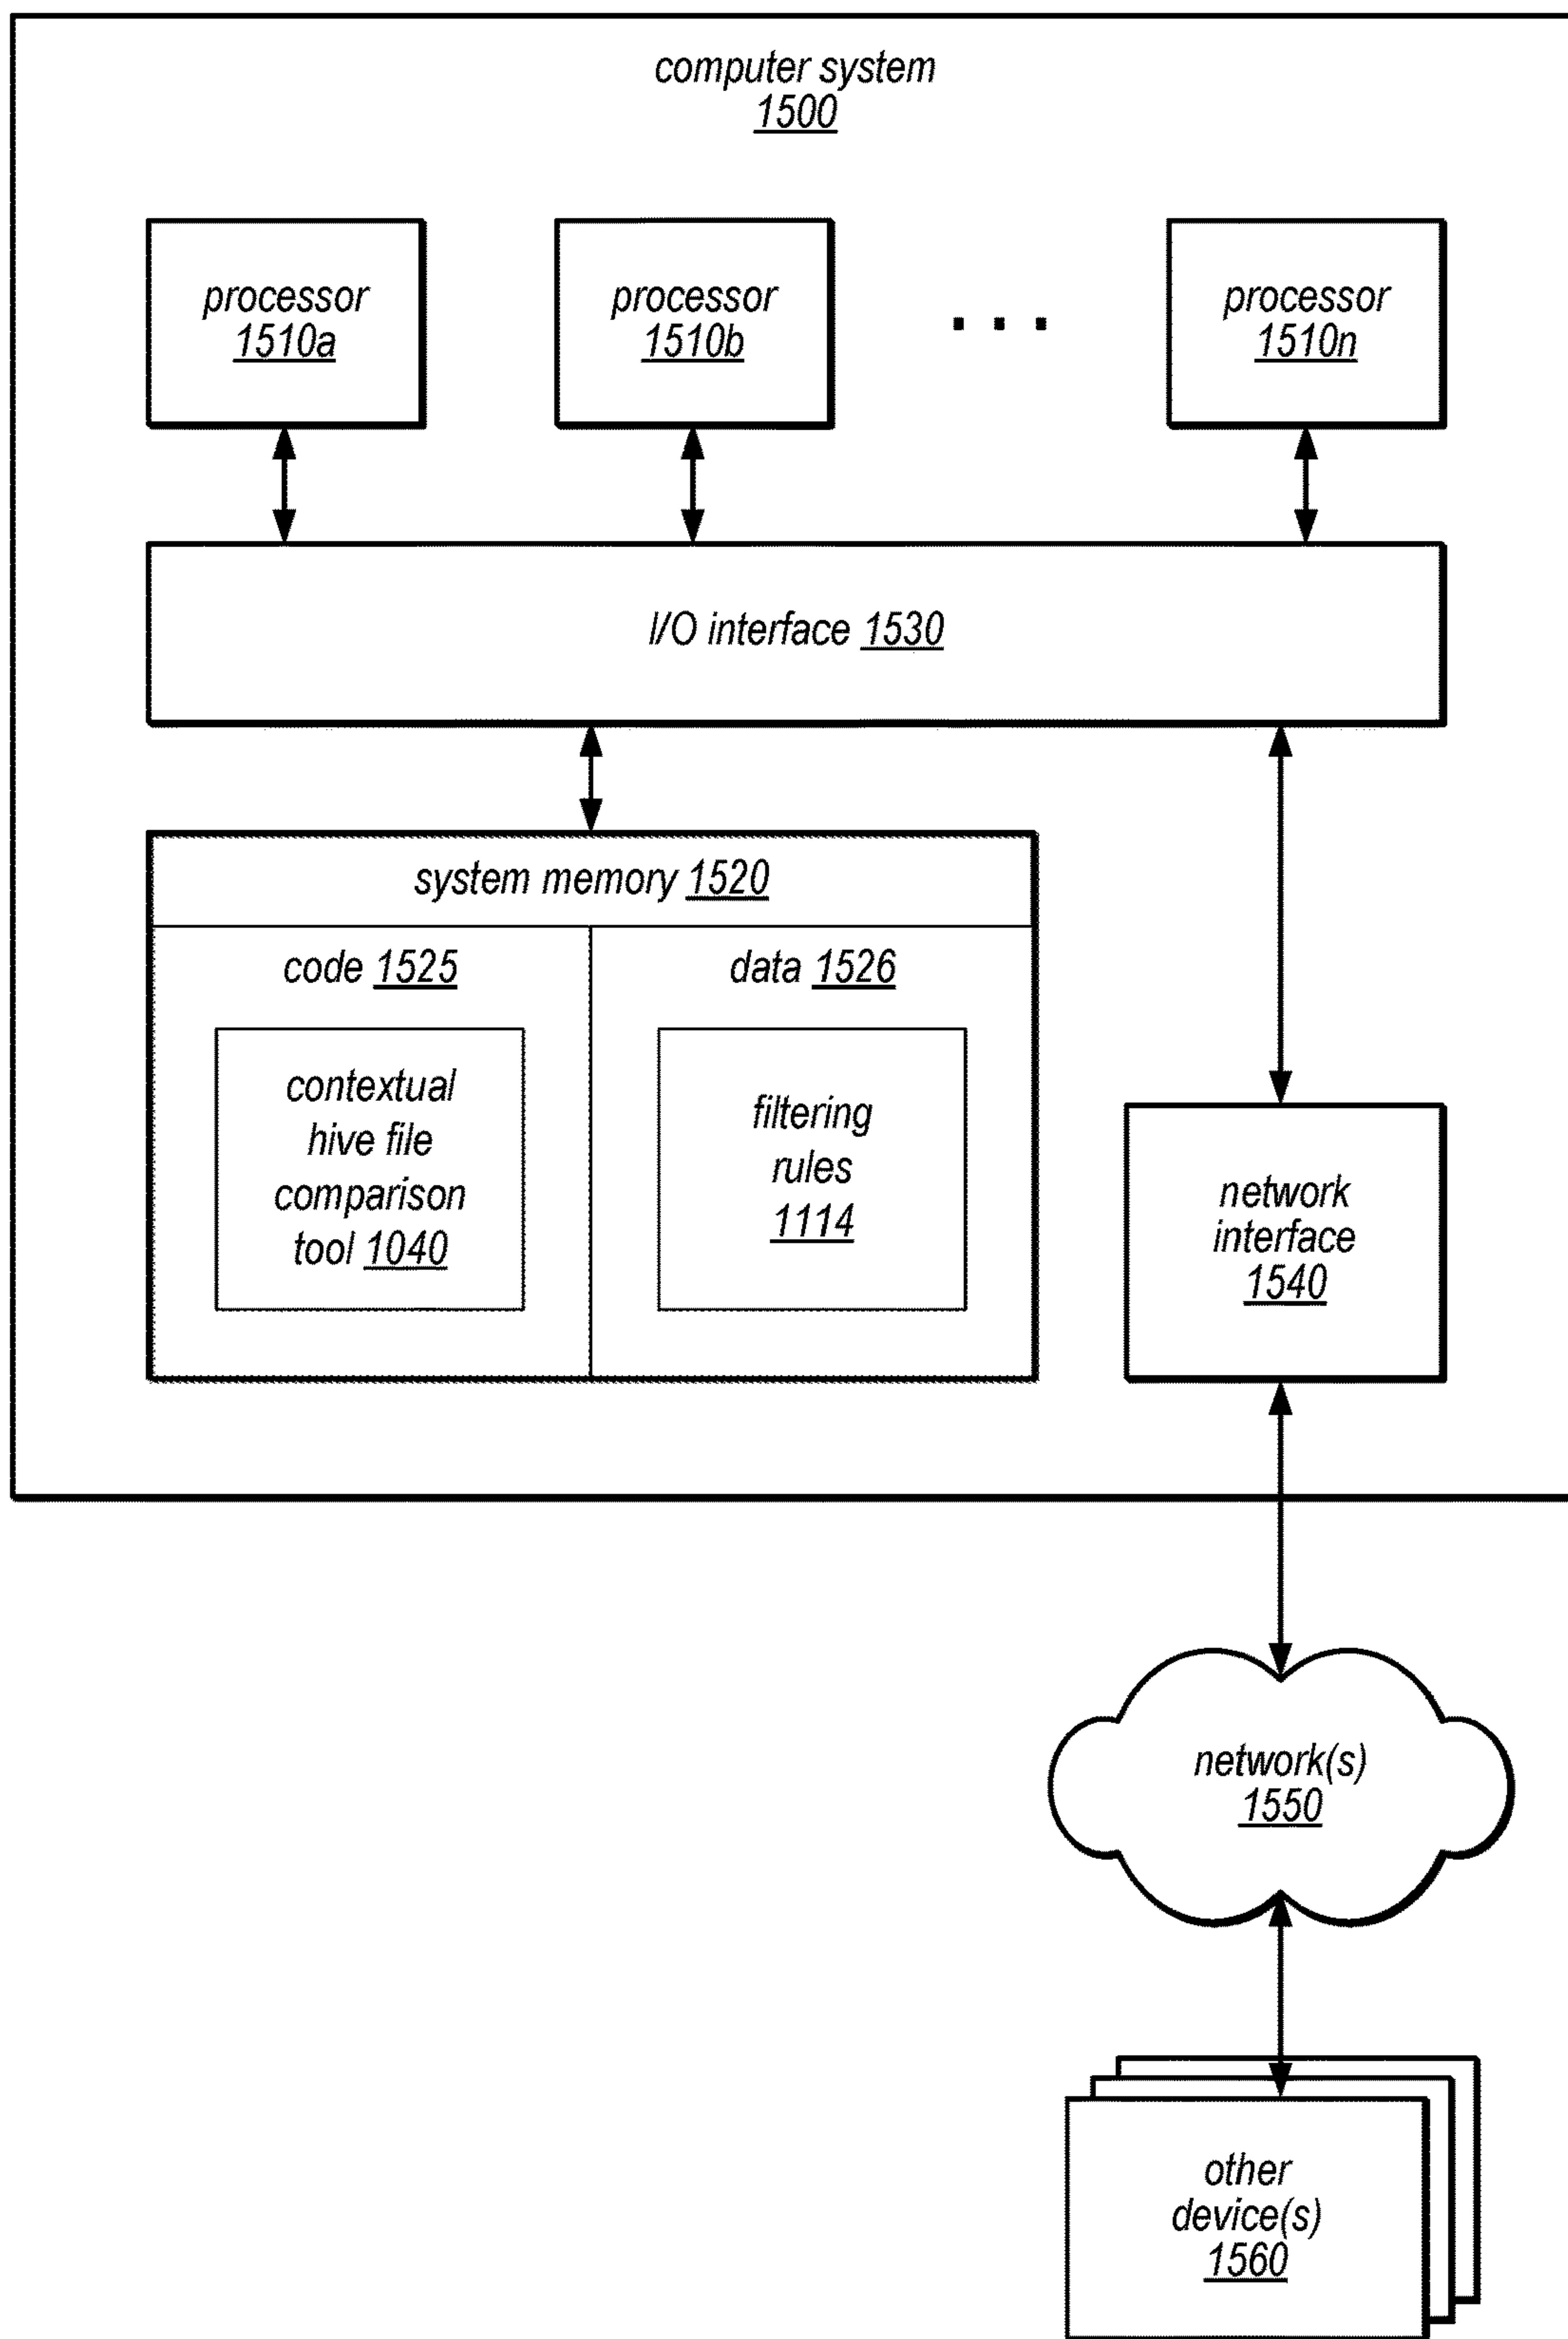 computer system
1500
processor
1510a
processor
1510b
. . .
processor
1510n
I/O interface 1530
system memory 1520
code 1525
contextual
hive file
comparison
tool 1040
data 1526
filtering
rules
1114
network
interface
1540
network(s)
1550
other
device(s)
1560